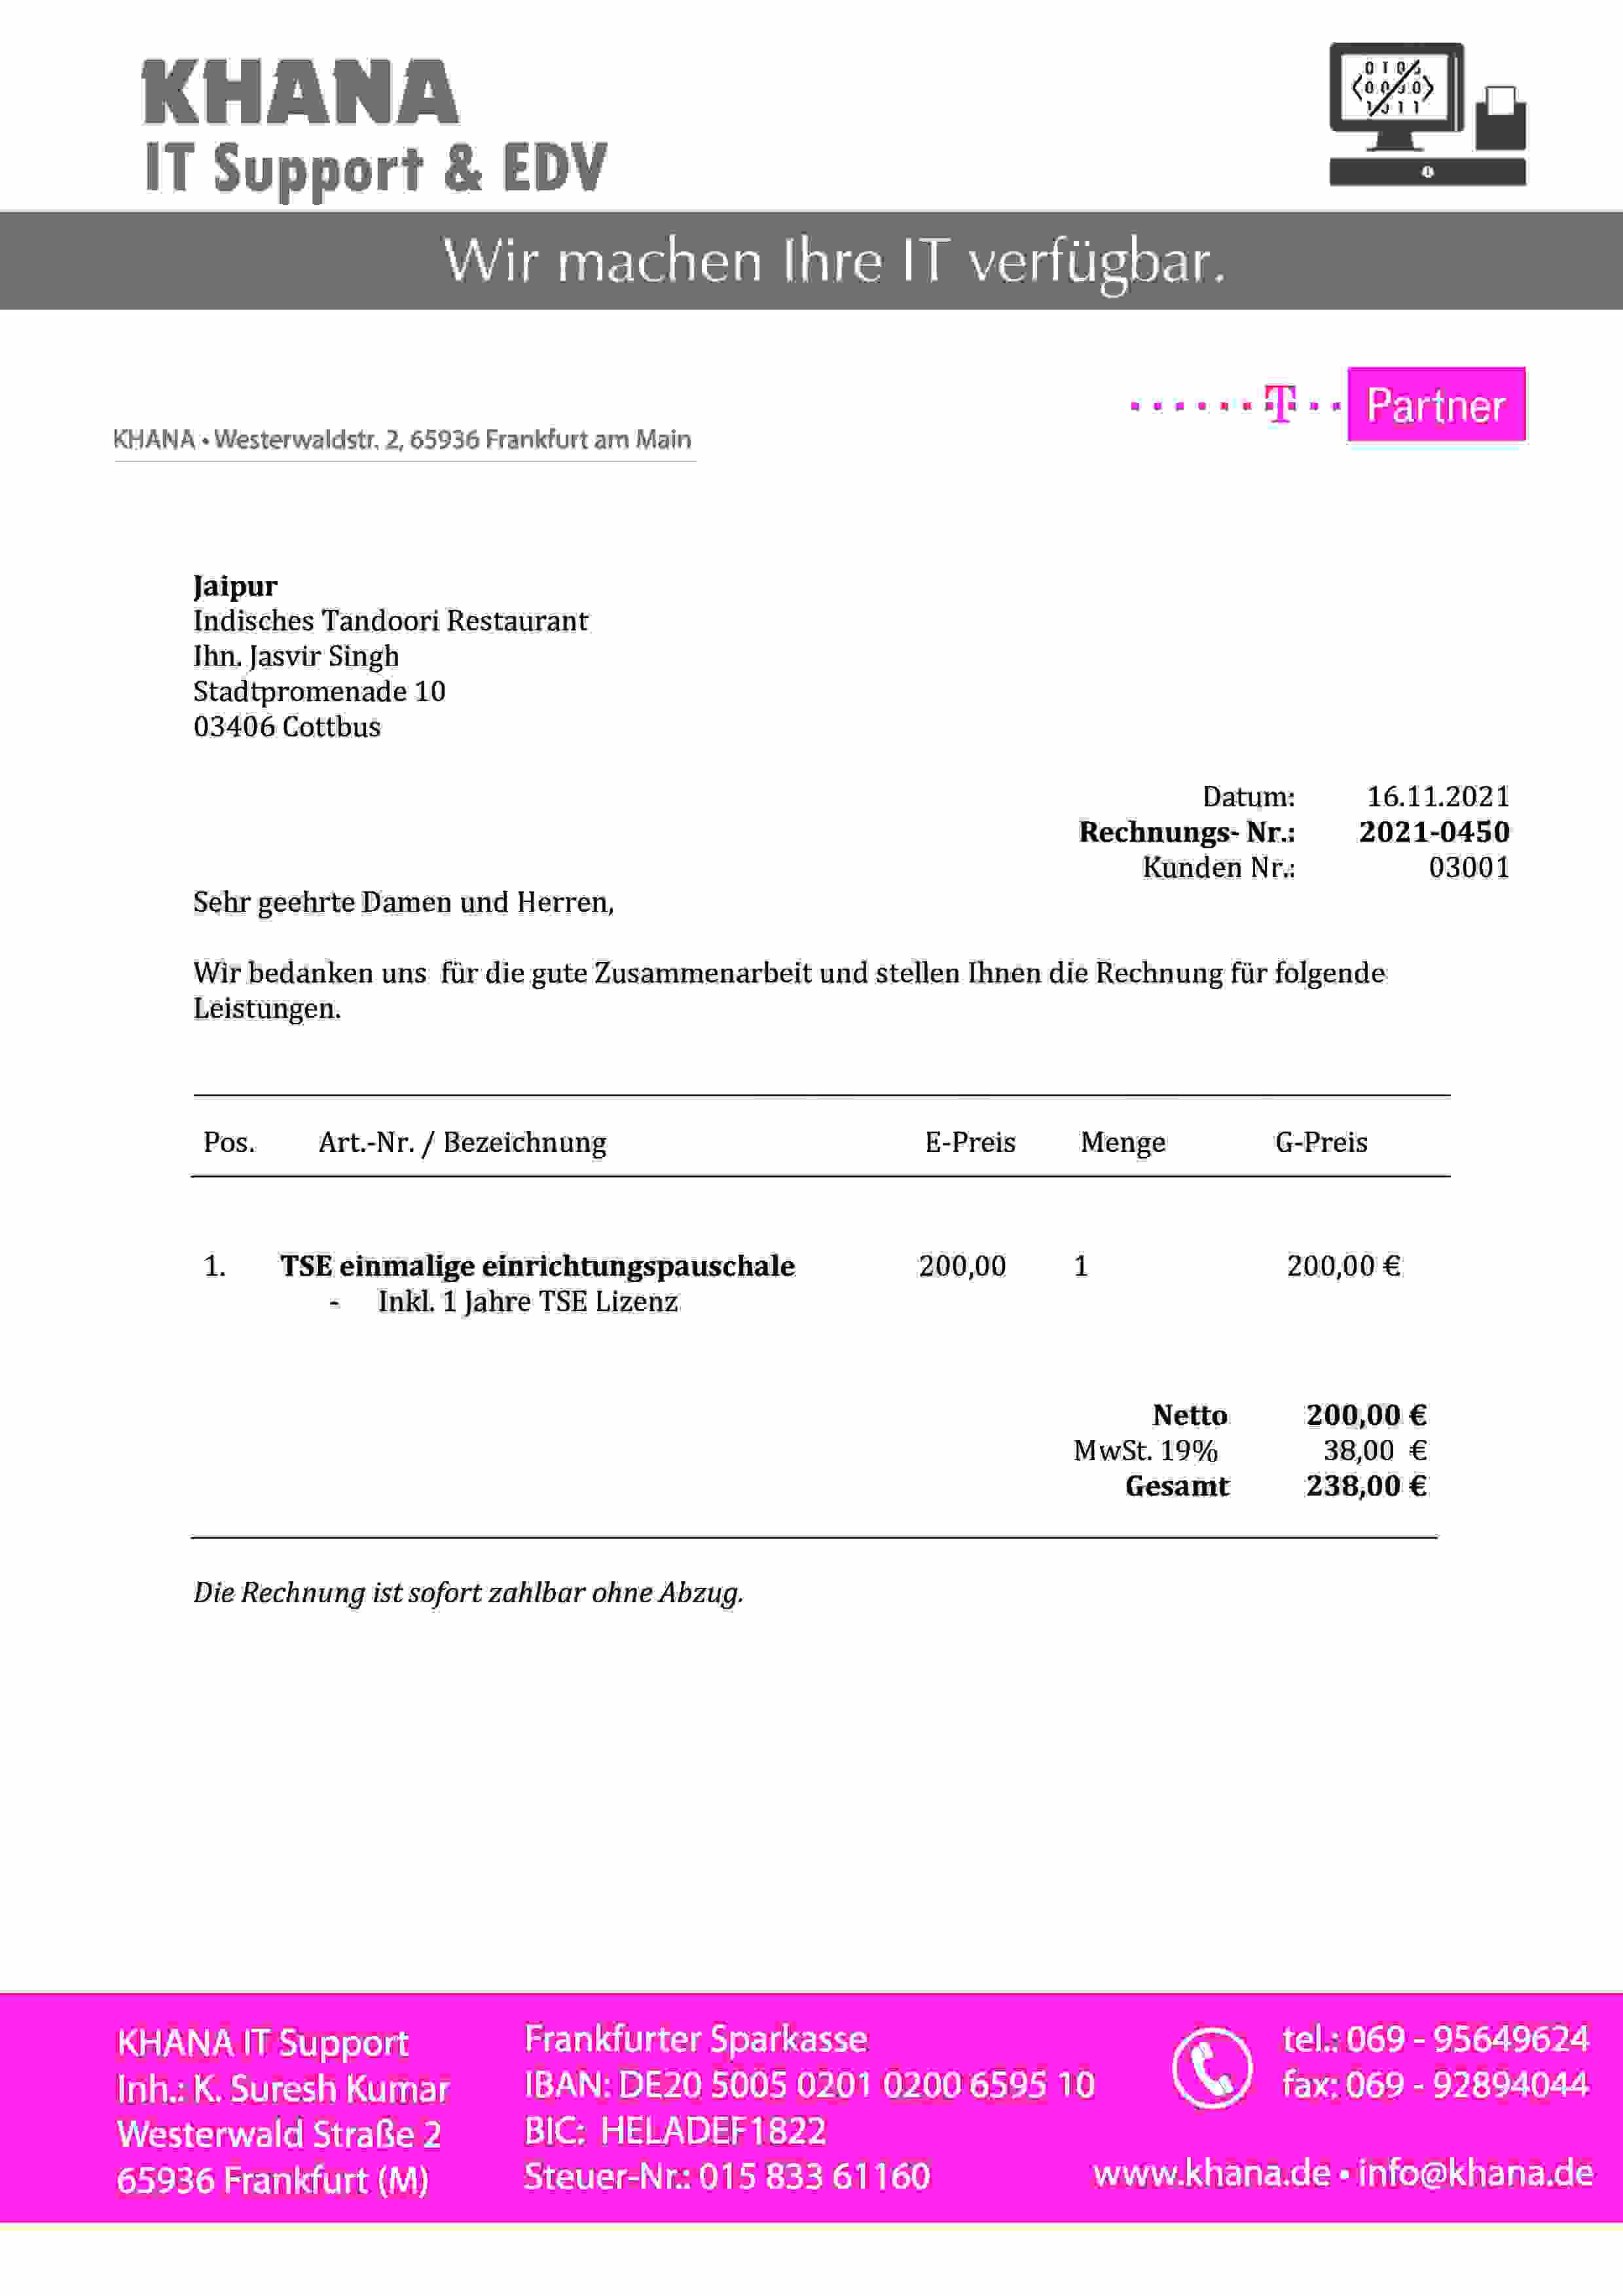 KHANA
IT Support & EDV
Wir machen Ihre IT verfügbar.
T Partner
KHANA • Westerwaldstr. 2, 65936 Frankfurt am Main
Jaipur
Indisches Tandoori Restaurant
Ihn. Jasvir Singh
Stadtpromenade 10
03406 Cottbus
Datum: 16.11.2021
Rechnungs- Nr.: 2021-0450
Kunden Nr.: 03001
Sehr geehrte Damen und Herren,
Wir bedanken uns für die gute Zusammenarbeit und stellen Ihnen die Rechnung für folgende
Leistungen.
Pos. Art.-Nr. / Bezeichnung E-Preis Menge G-Preis
1. TSE einmalige einrichtungspauschale 200,00 1 200,00 €
- Inkl. 1 Jahre TSE Lizenz
Netto 200,00 €
MwSt. 19% 38,00 €
Gesamt 238,00 €
Die Rechnung ist sofort zahlbar ohne Abzug.
KHANA IT Support
Inh.: K. Suresh Kumar
Westerwald Straße 2
65936 Frankfurt (M)
Frankfurter Sparkasse
IBAN: DE20 5005 0201 0200 6595 10
BIC: HELADEF1822
Steuer-Nr.: 015 833 61160
tel.: 069 - 95649624
fax: 069 - 92894044
www.khana.de • info@khana.de